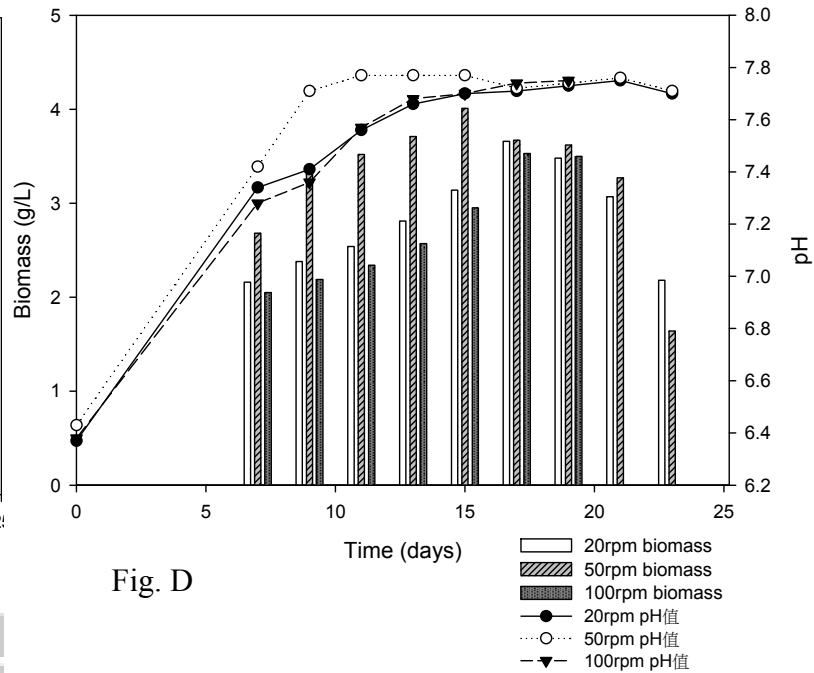 5
4
3
2
1
0
Biomass (g/L)
8.0
7.8
7.6
7.4
7.2
7.0
6.8
6.6
6.4
6.2
pH
0 5 10 15 20 25
Time (days)
Fig. D
20rpm biomass
50rpm biomass
100rpm biomass
20rpm pH值
50rpm pH值
100rpm pH值